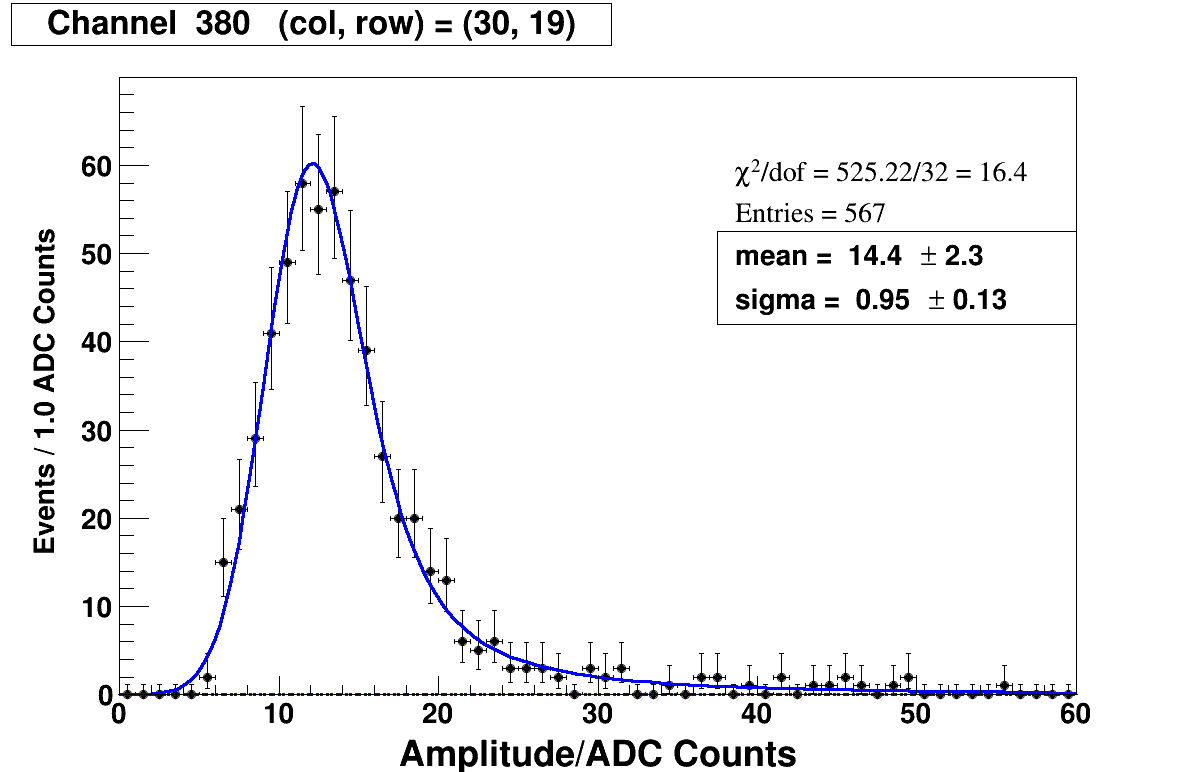 Channel 380 (col, row) = (30, 19)
χ²/dof = 525.22/32 = 16.4
Entries = 567
mean = 14.4 ± 2.3
sigma = 0.95 ± 0.13
Events / 1.0 ADC Counts
60
50
40
30
20
10
0
0 10 20 30 40 50 60
Amplitude/ADC Counts